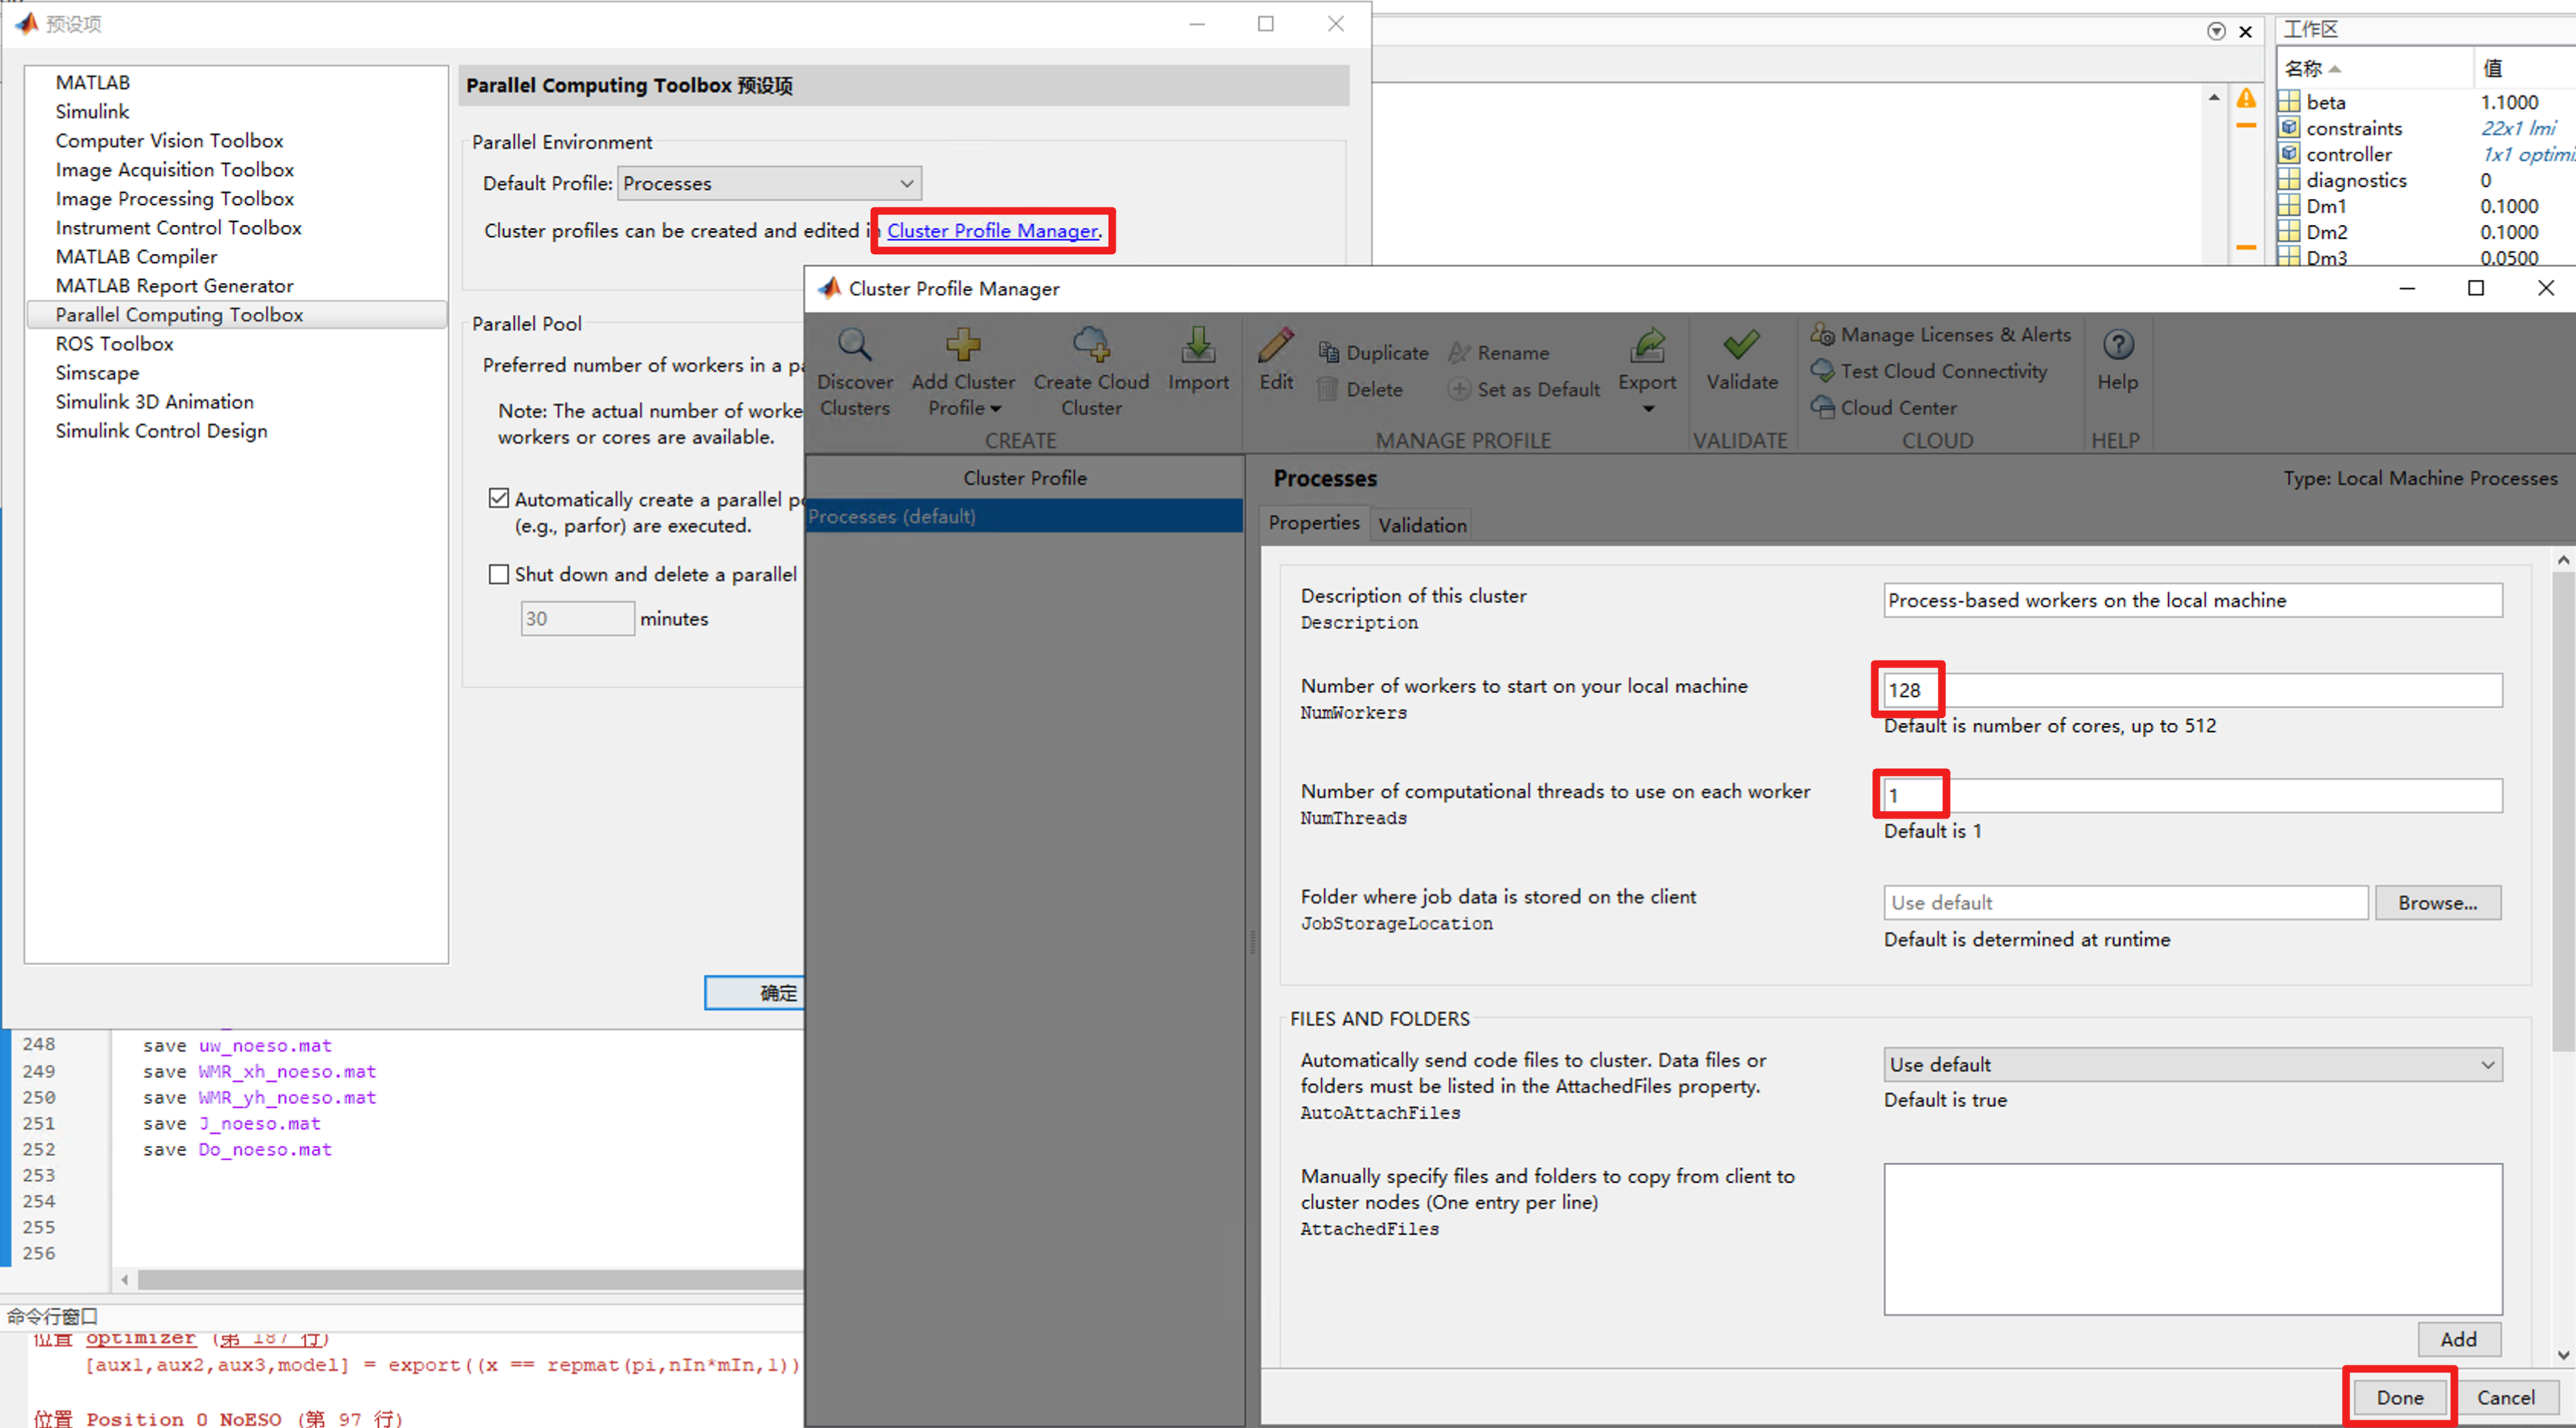 预设项
MATLAB
Simulink
Computer Vision Toolbox
Image Acquisition Toolbox
Image Processing Toolbox
Instrument Control Toolbox
MATLAB Compiler
MATLAB Report Generator
Parallel Computing Toolbox
ROS Toolbox
Simscape
Simulink 3D Animation
Simulink Control Design
Parallel Computing Toolbox 预设项
Parallel Environment
Default Profile: Processes
Cluster profiles can be created and edited in Cluster Profile Manager.
Parallel Pool
Preferred number of workers in a
Note: The actual number of
workers or cores are available.
Automatically create a parallel
(e.g., parfor) are executed.
Shut down and delete a parallel
30 minutes
确定
工作区
名称 值
beta 1.1000
constraints 22x1 lmi
controller 1x1
diagnostics 0
Dm1 0.1000
Dm2 0.1000
Dm3 0.0500
Cluster Profile Manager
Discover Clusters
Add Cluster Profile
Create Cloud Cluster
Import
CREATE
Edit
Duplicate
Delete
Rename
Set as Default
Export
MANAGE PROFILE
Validate
VALIDATE
Manage Licenses & Alerts
Test Cloud Connectivity
Cloud Center
CLOUD
Help
HELP
Cluster Profile
Processes (default)
Processes
Type: Local Machine Processes
Properties Validation
Description of this cluster
Description
Process-based workers on the local machine
Number of workers to start on your local machine
NumWorkers
128
Default is number of cores, up to 512
Number of computational threads to use on each worker
NumThreads
1
Default is 1
Folder where job data is stored on the client
JobStorageLocation
Use default
Browse...
Default is determined at runtime
FILES AND FOLDERS
Automatically send code files to cluster. Data files or
folders must be listed in the AttachedFiles property.
AutoAttachFiles
Use default
Default is true
Manually specify files and folders to copy from client to
cluster nodes (One entry per line)
AttachedFiles
Add
Done Cancel
248 save uw_noeso.mat
249 save WMR_xh_noeso.mat
250 save WMR_yh_noeso.mat
251 save J_noeso.mat
252 save Do_noeso.mat
253
254
255
256
命令行窗口
位置 optimizer (第 187 行)
[aux1,aux2,aux3,model] = export((x == repmat(pi,nIn*mIn,1))
位置 Position_0_NoESO (第 97 行)